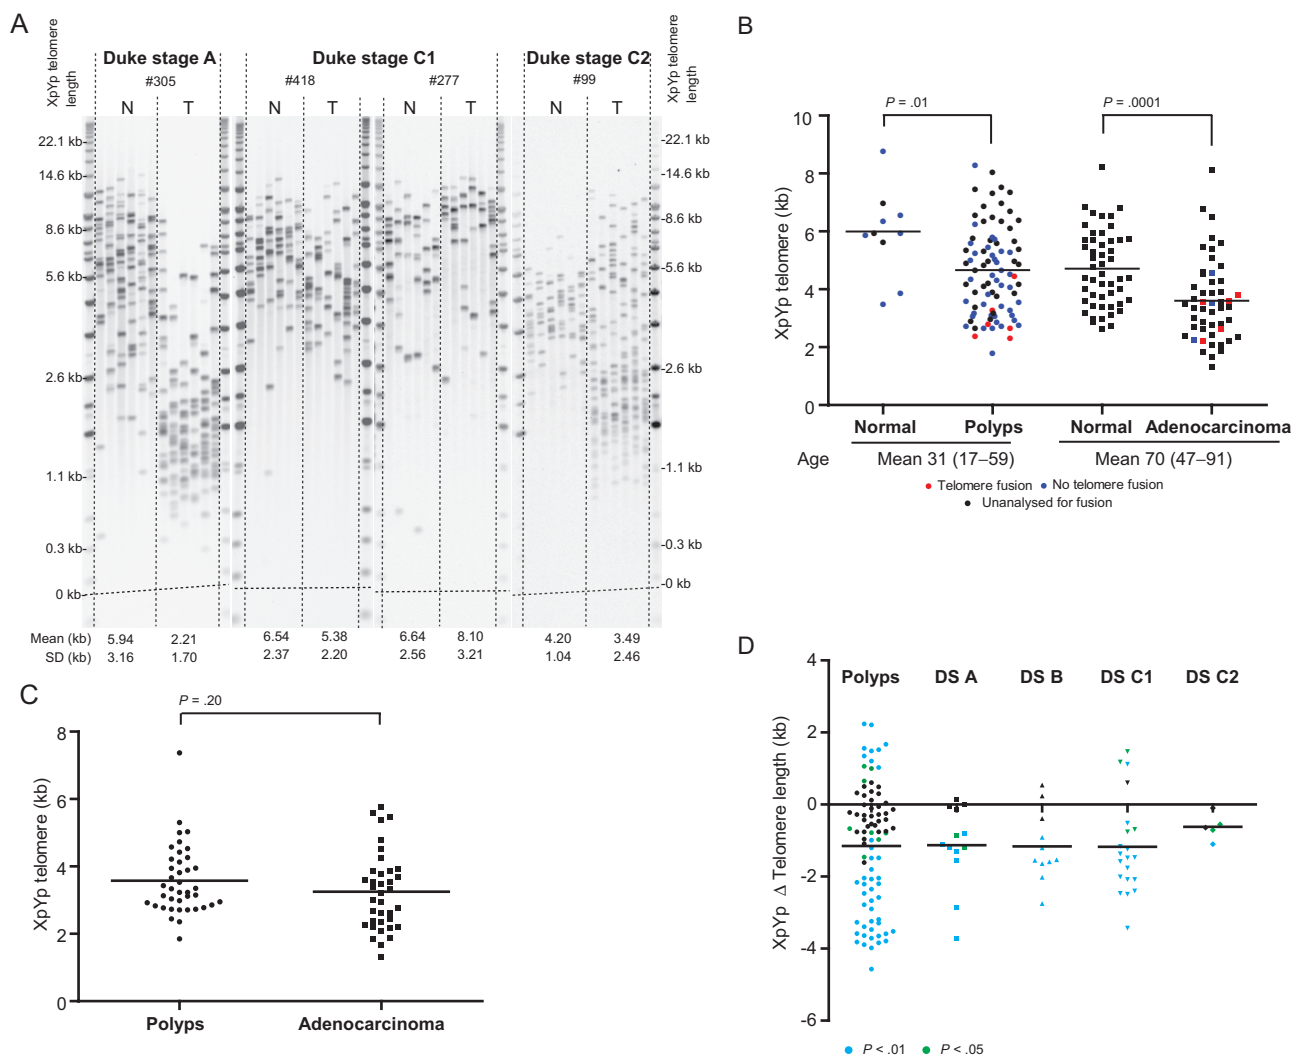 A
XpYp telomere length
Duke stage A
Duke stage C1
Duke stage C2
XpYp telomere length
#305
#418
#277
#99
N T N T N T N T
22.1 kb
14.6 kb
8.6 kb
5.6 kb
2.6 kb
1.1 kb
0.3 kb
0 kb
22.1 kb
14.6 kb
8.6 kb
5.6 kb
2.6 kb
1.1 kb
0.3 kb
0 kb
Mean (kb) 5.94 2.21 6.54 5.38 6.64 8.10 4.20 3.49
SD (kb) 3.16 1.70 2.37 2.20 2.56 3.21 1.04 2.46
B
P = .01
P = .0001
XpYp telomere (kb)
10
8
6
4
2
0
Normal Polyps Normal Adenocarcinoma
Age Mean 31 (17–59) Mean 70 (47–91)
Telomere fusion No telomere fusion
Unanalysed for fusion
C
P = .20
XpYp telomere (kb)
8
6
4
2
0
Polyps Adenocarcinoma
D
XpYp Δ Telomere length (kb)
4
2
0
-2
-4
-6
Polyps DS A DS B DS C1 DS C2
P < .01 P < .05